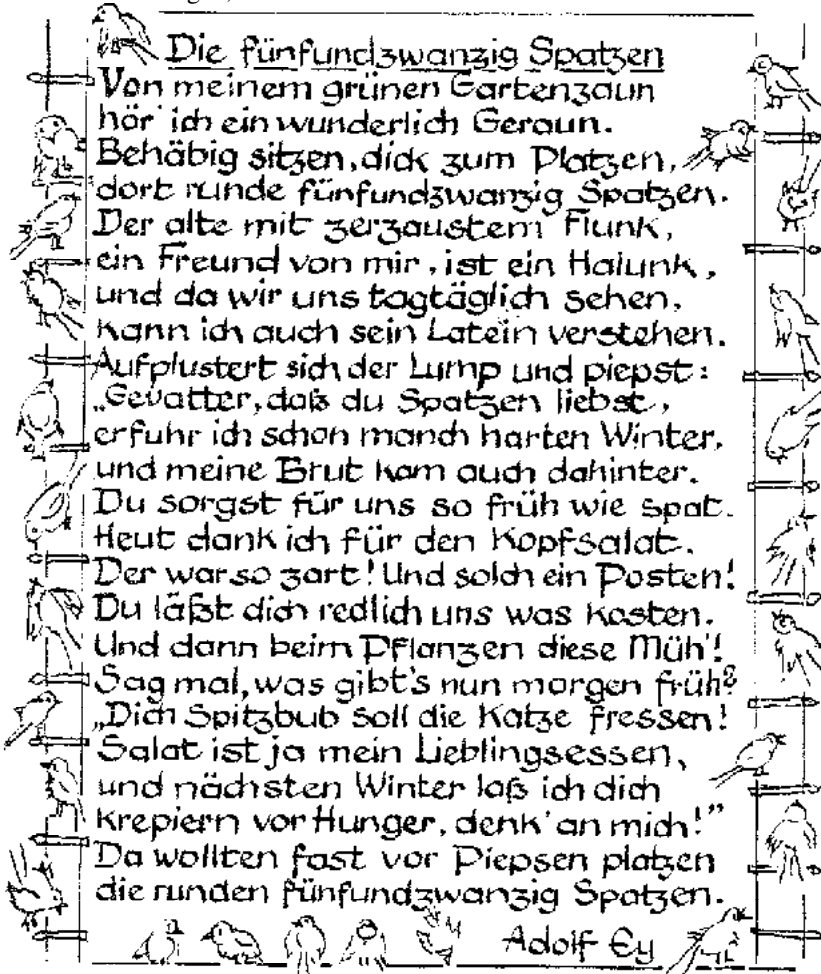 Die fünfundzwanzig Spatzen
Von meinem grünen Gartenzaun
hör' ich ein wunderlich Geraun.
Behäbig sitzen, dick zum Platzen,
dort runde fünfundzwanzig Spatzen.
Der alte mit zerzaustem Flunk,
ein Freund von mir, ist ein Halunk,
und da wir uns tagtäglich sehen,
kann ich auch sein Latein verstehen.
Aufplustert sich der Lump und piepst:
„Gevatter, daß du Spatzen liebst,
erfuhr ich schon manch harten Winter,
und meine Brut kam auch dahinter.
Du sorgst für uns so früh wie spat.
Heut dank ich für den Kopfsalat.
Der war so zart! Und solch ein Posten!
Du läßt dich redlich uns was kosten.
Und dann beim Pflanzen diese Müh'!
Sag mal, was gibt's nun morgen früh?
„Dich Spitzbub soll die Katze fressen!
Salat ist ja mein Lieblingsessen,
und nächsten Winter laß ich dich
krepiern vor Hunger, denk' an mich!"
Da wollten fast vor Piepsen platzen
die runden fünfundzwanzig Spatzen.
Adolf Ey